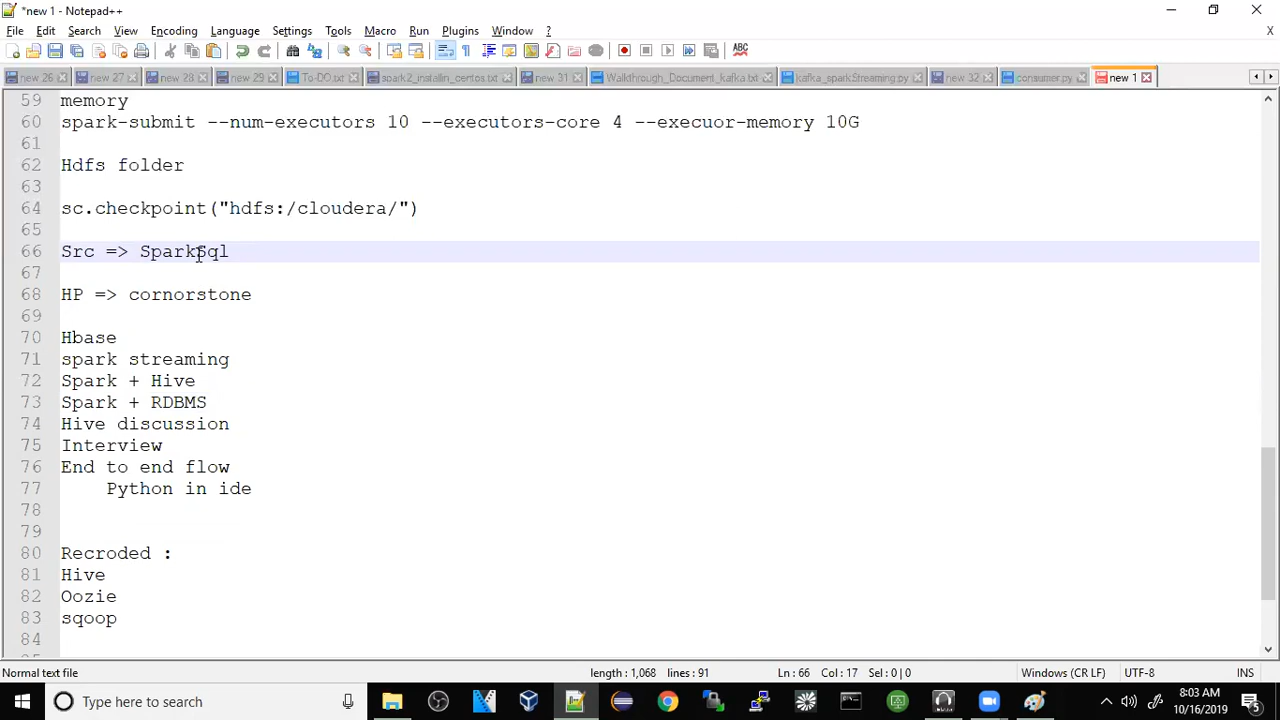 *new 1 - Notepad++
File Edit Search View Encoding Language Settings Tools Macro Run Plugins Window ? X
ABC
new 26 new 27 new 28 new 29 To-DO.txt new 31 Walkthrough_Document_kafka.txt kafka_sparkStreaming.py new 32 consumer.py new 1
59 memory
60 spark-submit --num-executors 10 --executors-core 4 --execuor-memory 10G
61
62 Hdfs folder
63
64 sc.checkpoint("hdfs:/cloudera/")
65
66 Src => SparkSql
67
68 HP => cornorstone
69
70 Hbase
71 spark streaming
72 Spark + Hive
73 Spark + RDBMS
74 Hive discussion
75 Interview
76 End to end flow
77 Python in ide
78
79
80 Recroded :
81 Hive
82 Oozie
83 sqoop
84
Normal text file length : 1,068 lines : 91 Ln : 66 Col : 17 Sel : 0 | 0 Windows (CR LF) UTF-8 INS
Type here to search
8:03 AM
10/16/2019
5